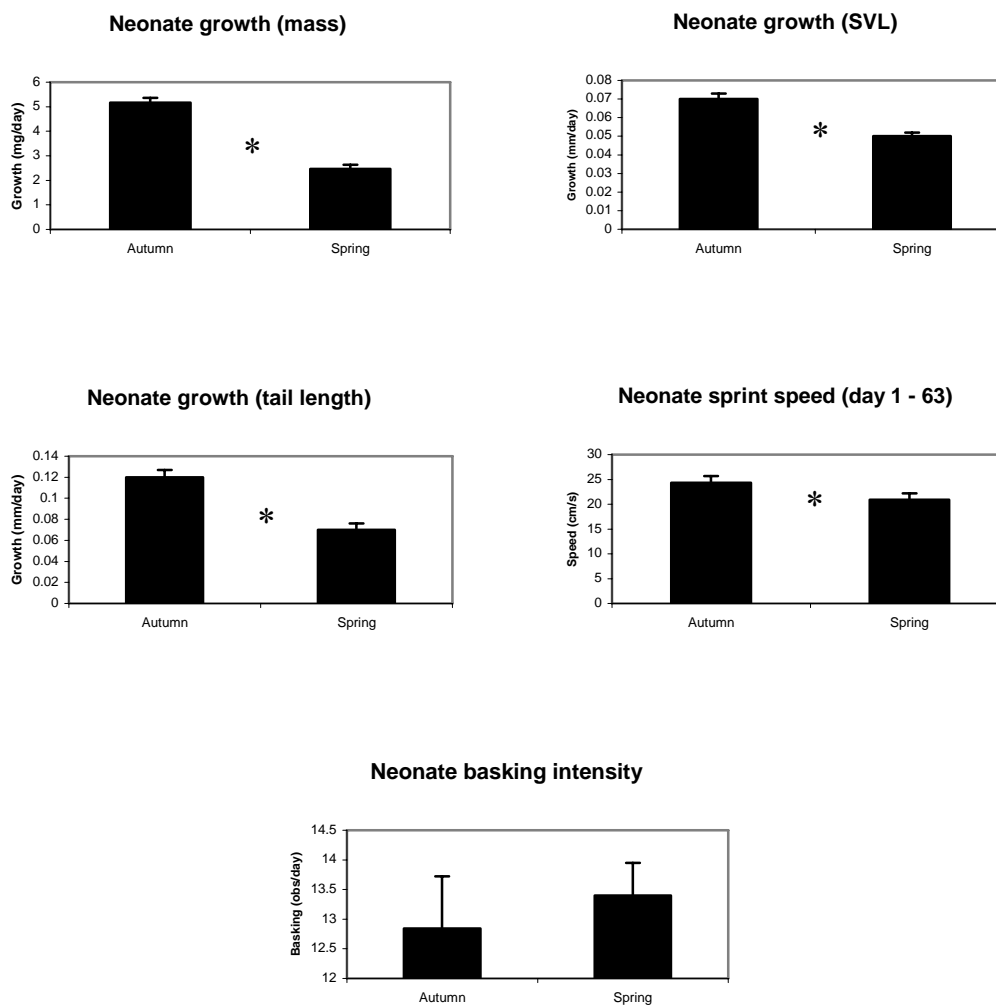 Neonate growth (mass)
Growth (mg/day)
6
5
4
3
2
1
0
*
Autumn Spring
Neonate growth (SVL)
Growth (mm/day)
0.08
0.07
0.06
0.05
0.04
0.03
0.02
0.01
0
*
Autumn Spring
Neonate growth (tail length)
Growth (mm/day)
0.14
0.12
0.1
0.08
0.06
0.04
0.02
0
*
Autumn Spring
Neonate sprint speed (day 1 - 63)
Speed (cm/s)
30
25
20
15
10
5
0
*
Autumn Spring
Neonate basking intensity
Basking (obs/day)
14.5
14
13.5
13
12.5
12
Autumn Spring